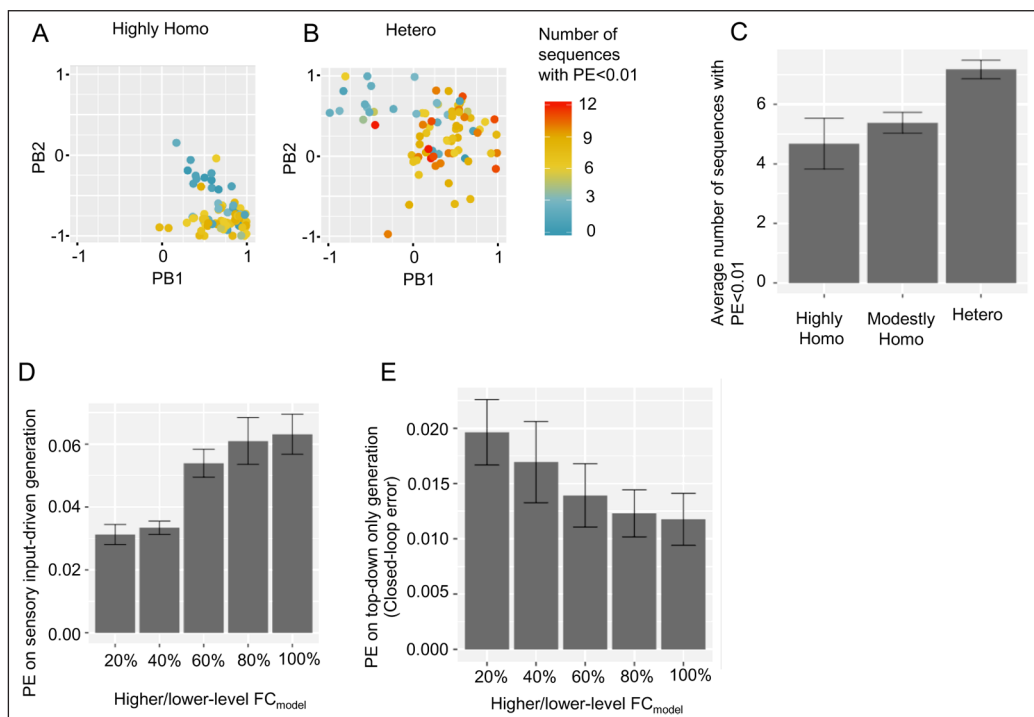 A
Highly Homo
B
Hetero
Number of
sequences
with PE<0.01
C
1
0
-1
PB2
-1
0
1
PB1
1
0
-1
PB2
-1
0
1
PB1
12
9
6
3
0
Average number of sequences with
PE<0.01
6
4
2
0
Highly
Homo
Modestly
Homo
Hetero
D
PE on sensory input-driven generation
0.06
0.04
0.02
0.00
20%
40%
60%
80%
100%
Higher/lower-level FCmodel
E
PE on top-down only generation
(Closed-loop error)
0.020
0.015
0.010
0.005
0.000
20%
40%
60%
80%
100%
Higher/lower-level FCmodel